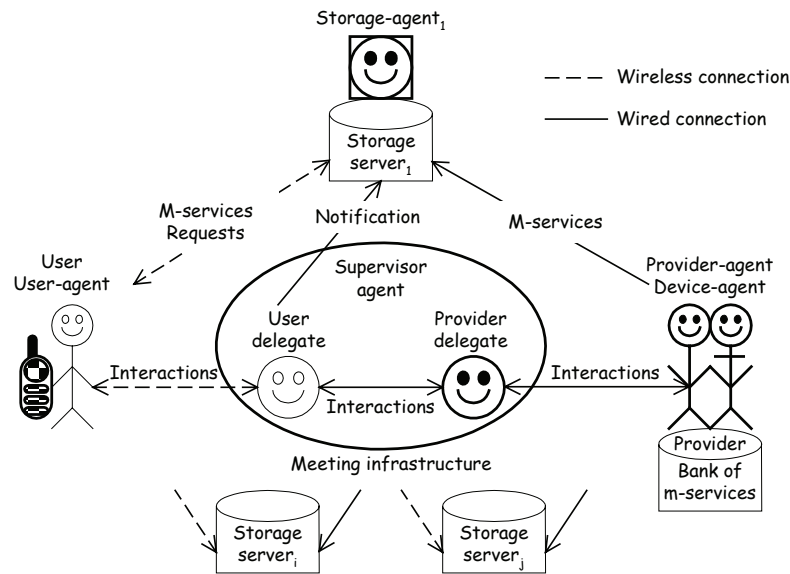 Storage-agent1
Wireless connection
Wired connection
Storage
server1
M-services
Requests
Notification
M-services
User
User-agent
Supervisor
agent
Provider-agent
Device-agent
User
delegate
Provider
delegate
Interactions
Interactions
Interactions
Meeting infrastructure
Provider
Bank of
m-services
Storage
serveri
Storage
serverj